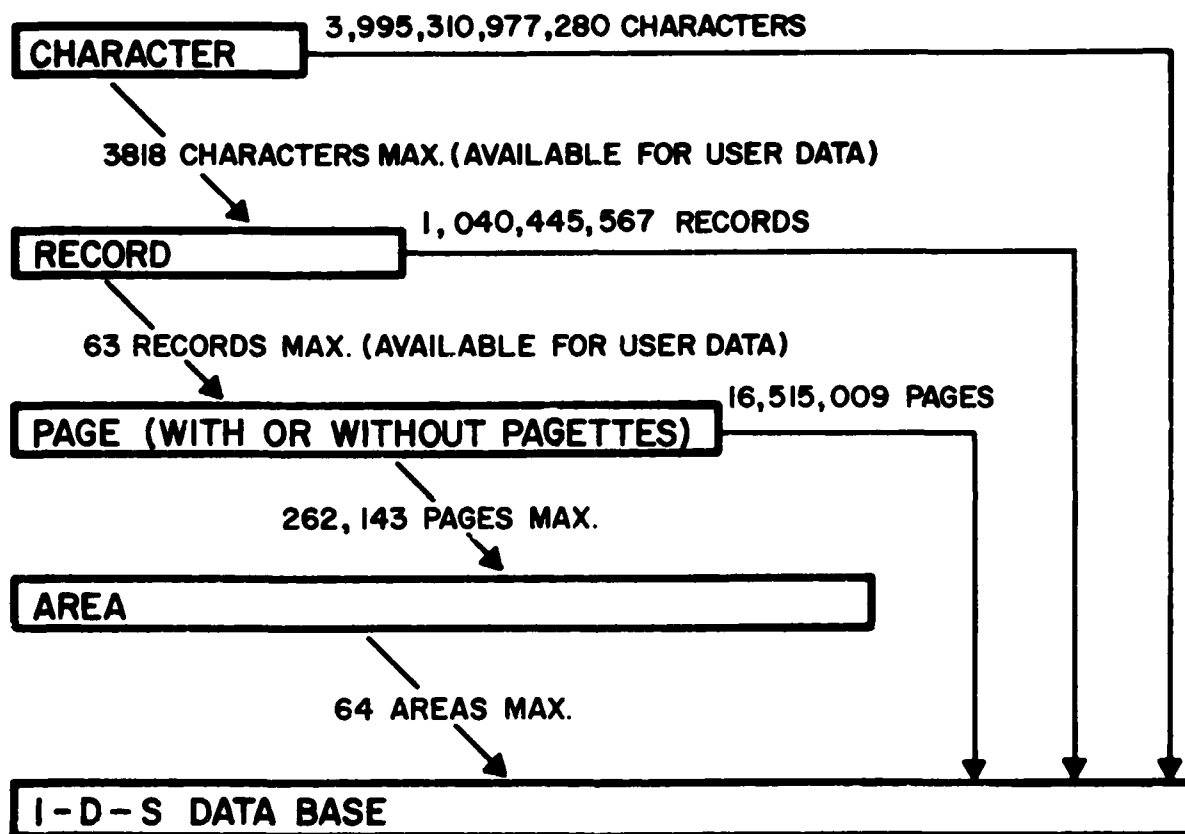 3,995,310,977,280 CHARACTERS
CHARACTER
3818 CHARACTERS MAX. (AVAILABLE FOR USER DATA)
1,040,445,567 RECORDS
RECORD
63 RECORDS MAX. (AVAILABLE FOR USER DATA)
16,515,009 PAGES
PAGE (WITH OR WITHOUT PAGETTES)
262,143 PAGES MAX.
AREA
64 AREAS MAX.
I-D-S DATA BASE